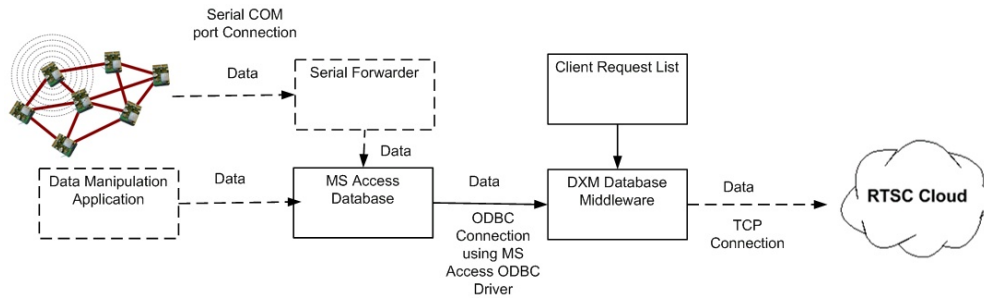 Serial COM
port Connection
Data
Serial Forwarder
Client Request List
Data
Data Manipulation
Application
Data
MS Access
Database
Data
ODBC
Connection
using MS
Access ODBC
Driver
DXM Database
Middleware
Data
TCP
Connection
RTSC Cloud